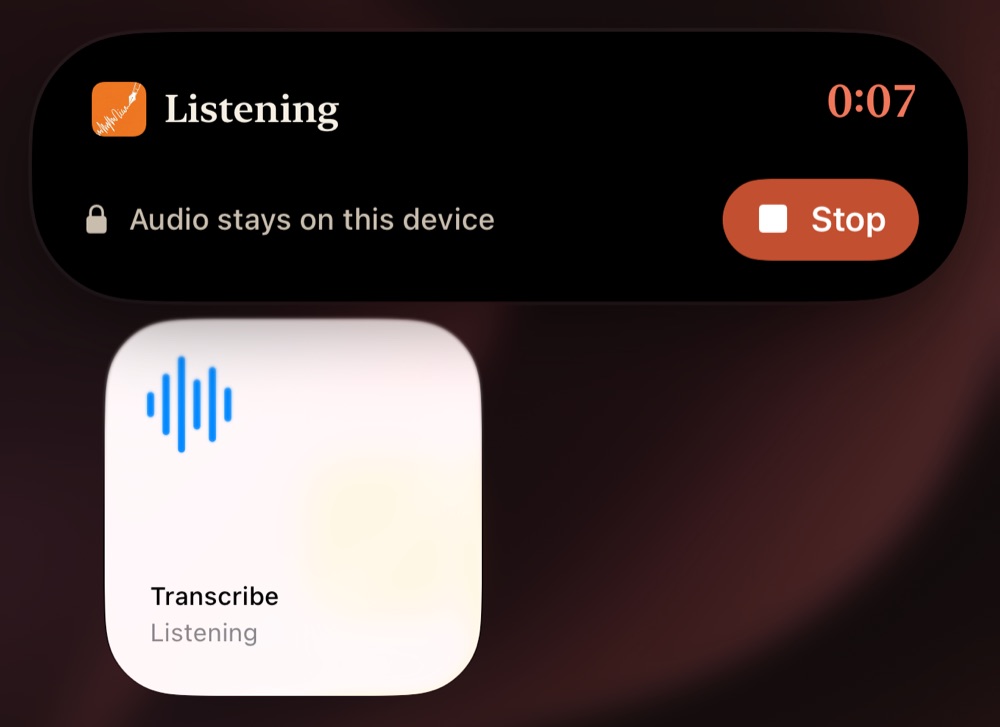 Listening
0:07
Audio stays on this device
Stop
Transcribe
Listening